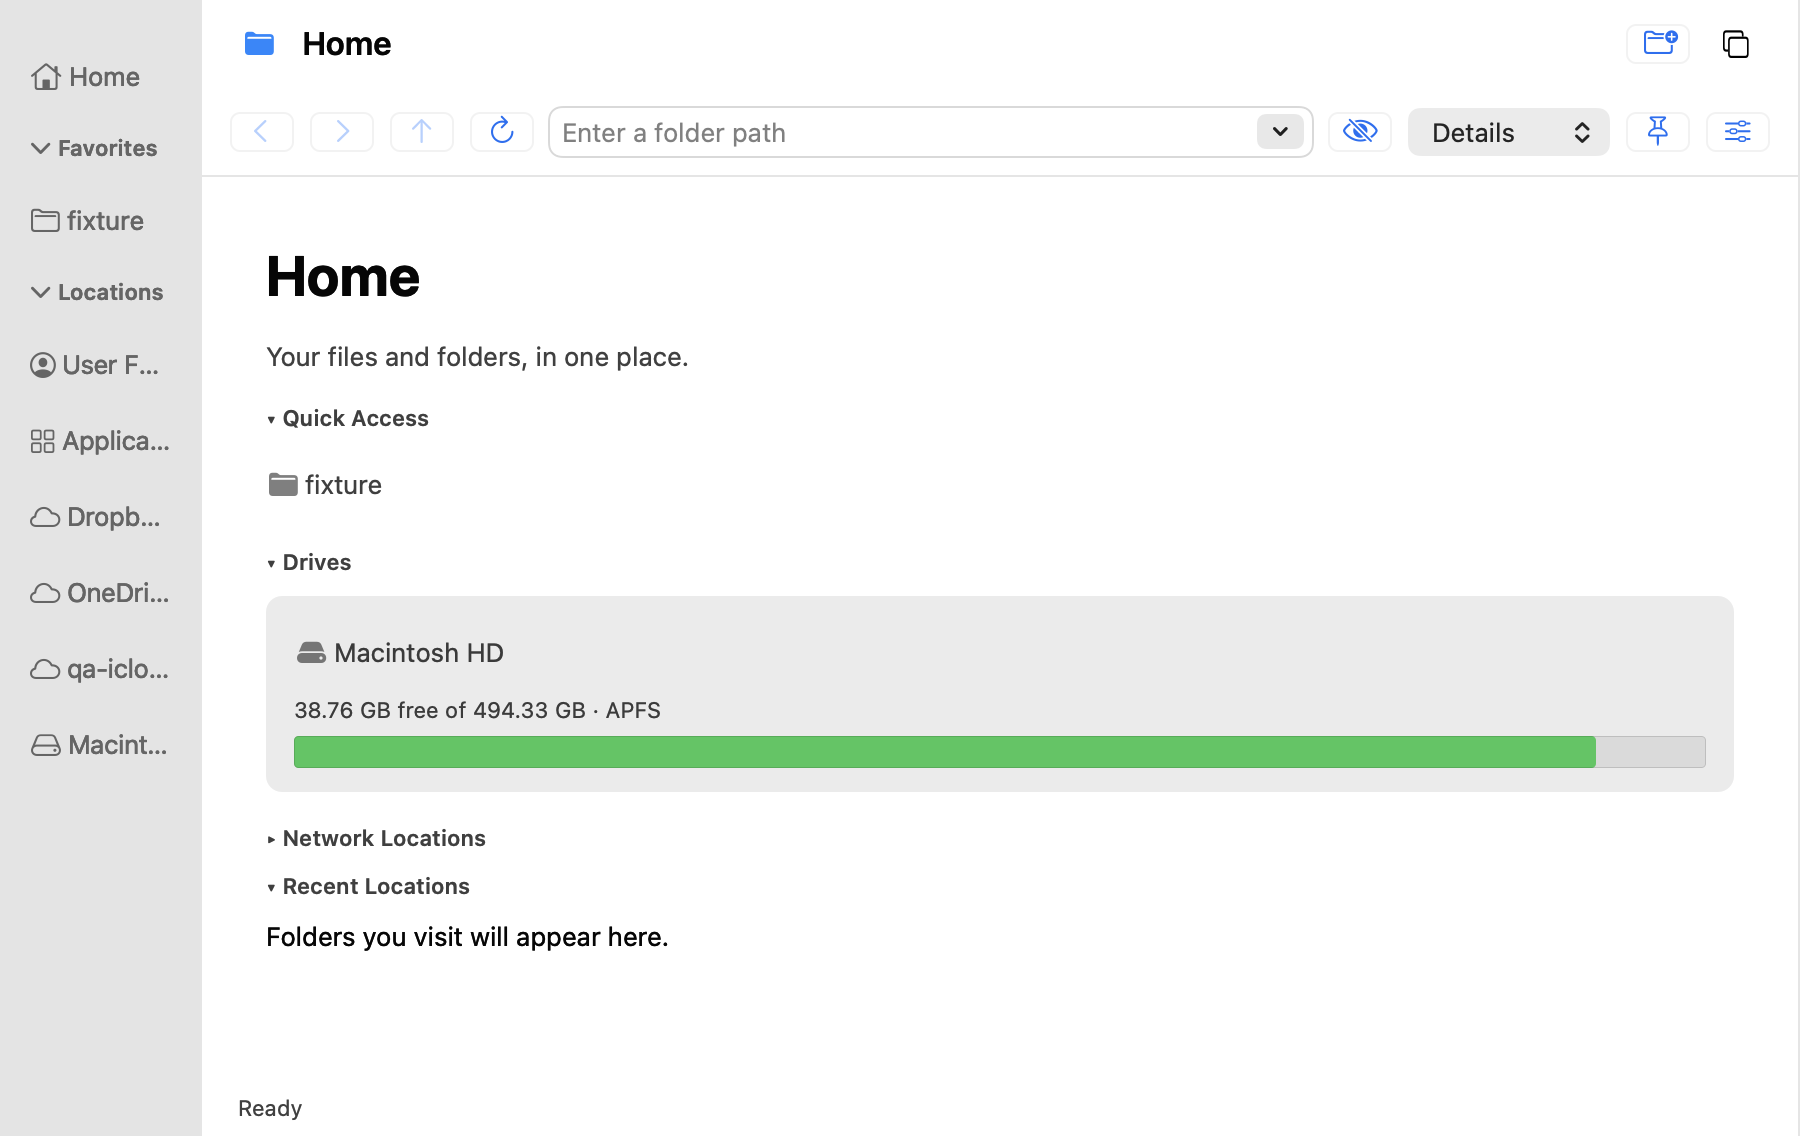 Home
Favorites
fixture
Locations
User F...
Applica...
Dropb...
OneDri...
qa-iclo...
Macint...
Home
Enter a folder path
Details
Home
Your files and folders, in one place.
Quick Access
fixture
Drives
Macintosh HD
38.76 GB free of 494.33 GB · APFS
Network Locations
Recent Locations
Folders you visit will appear here.
Ready